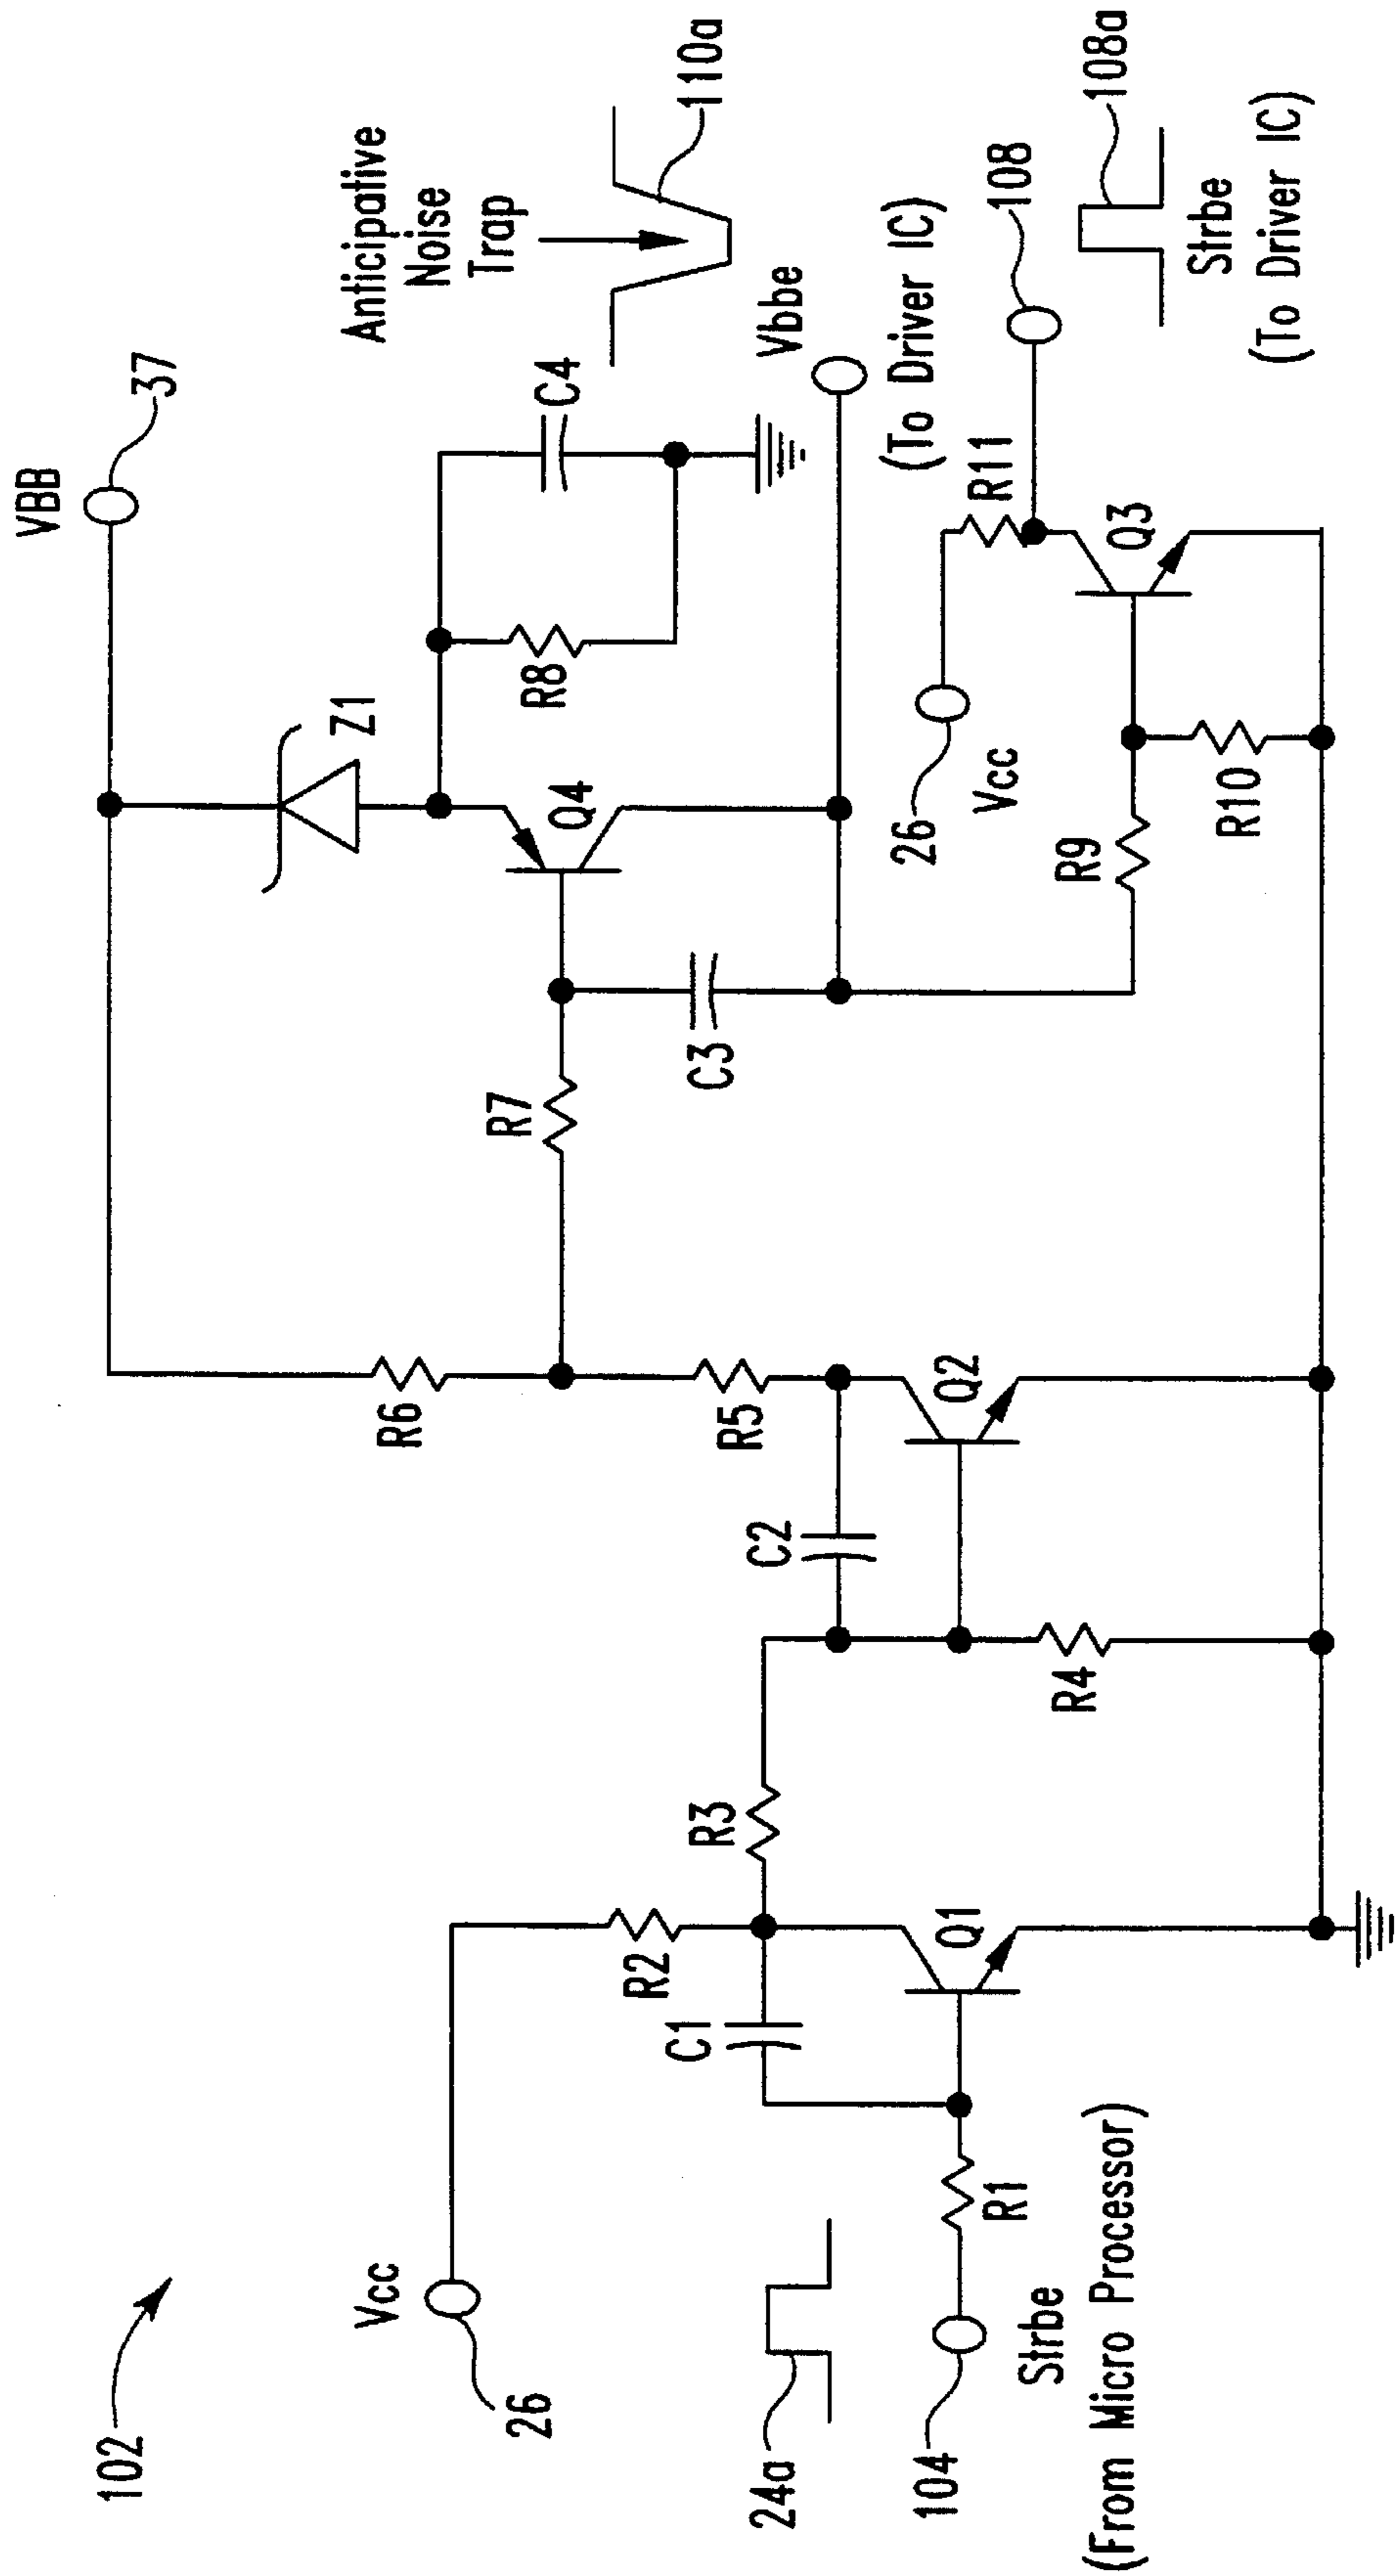 102
VBB
37
Vcc
26
Z1
Anticipative
Noise
Trap
110a
R6
R7
Q4
R8
C4
Vbbe
(To Driver IC)
C3
R2
R3
C1
C2
R5
Q1
Q2
R4
24a
104
R1
Strbe
(From Micro Processor)
26
Vcc
R11
108
R9
Q3
R10
108a
Strbe
(To Driver IC)